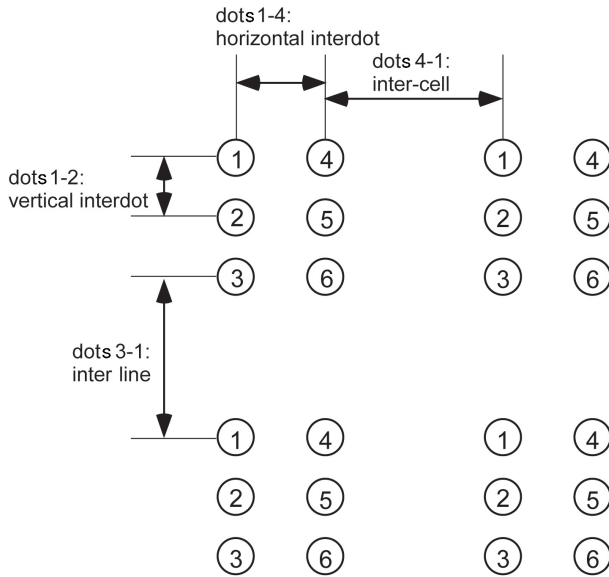 dots 1-4:
horizontal interdot
dots 4-1:
inter-cell
1 4 1 4
dots 1-2:
vertical interdot
2 5 2 5
3 6 3 6
dots 3-1:
inter line
1 4 1 4
2 5 2 5
3 6 3 6